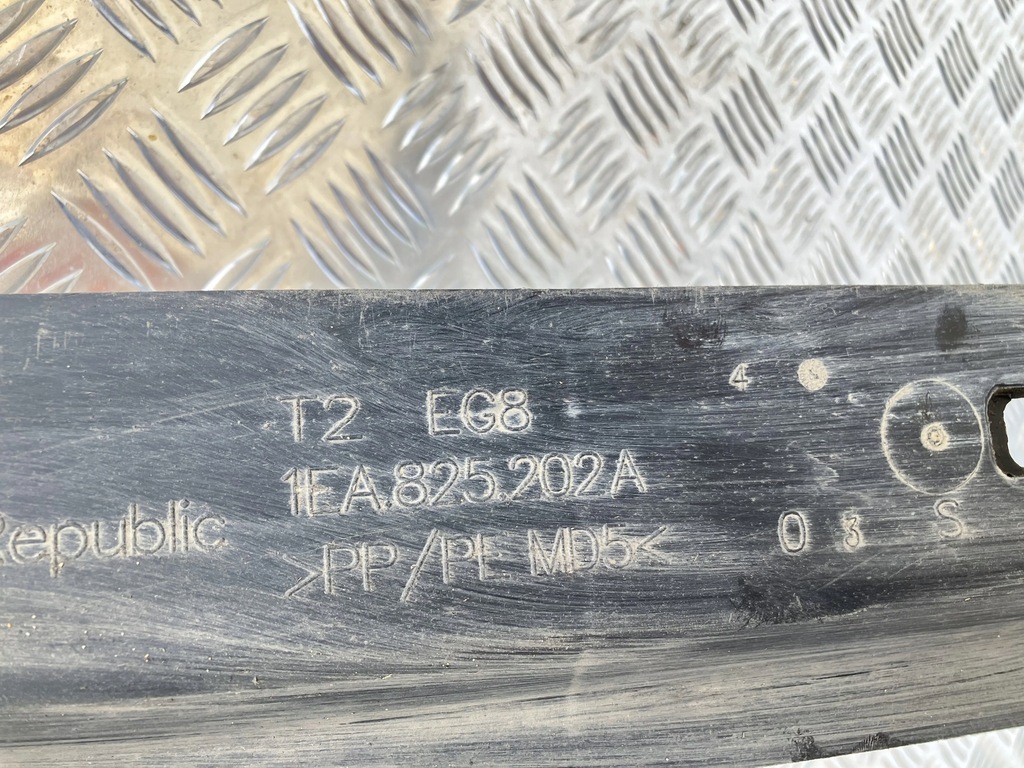 4
T2 EG8
1EA.825.202A
Republic
0 3 S
>PP/PE MD5<